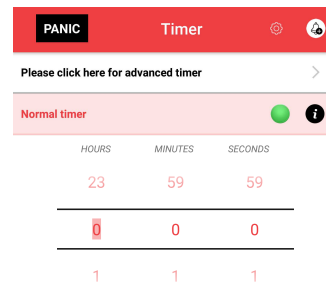 PANIC Timer
Please click here for advanced timer
Normal timer i
HOURS MINUTES SECONDS
23 59 59
0 0 0
1 1 1